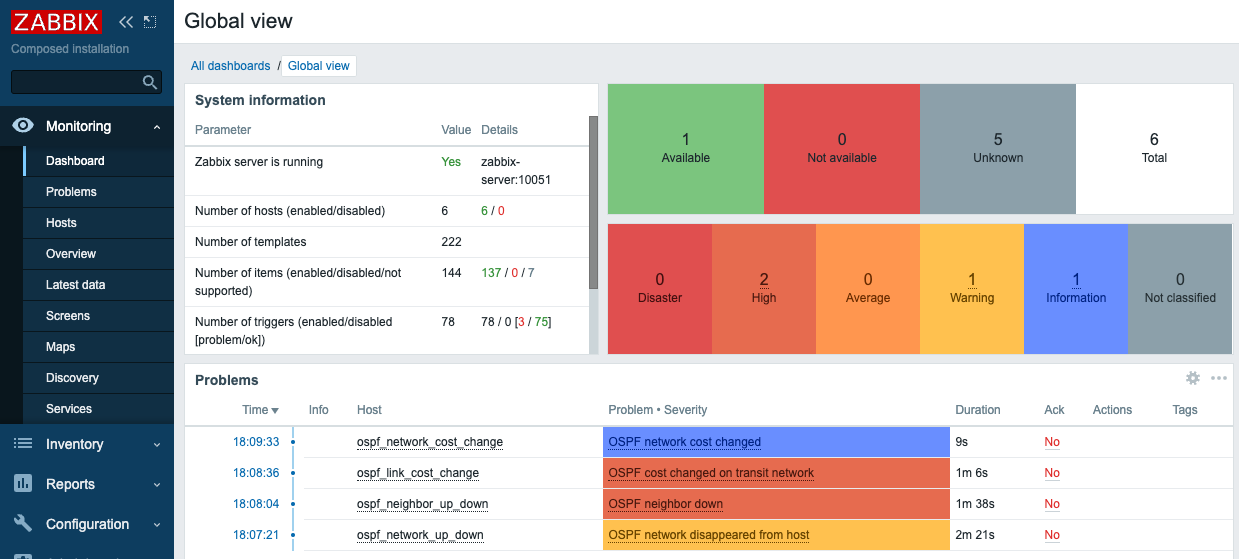 ZABBIX
Composed installation
Monitoring
Dashboard
Problems
Hosts
Overview
Latest data
Screens
Maps
Discovery
Services
Inventory
Reports
Configuration
Global view
All dashboards / Global view
System information
Parameter Value Details
Zabbix server is running Yes zabbix-
server:10051
Number of hosts (enabled/disabled) 6 6 / 0
Number of templates 222
Number of items (enabled/disabled/not 144 137 / 0 / 7
supported)
Number of triggers (enabled/disabled 78 78 / 0 [3 / 75]
[problem/ok])
1 0 5 6
Available Not available Unknown Total
0 2 0 1 1 0
Disaster High Average Warning Information Not classified
Problems
Time Info Host Problem • Severity Duration Ack Actions Tags
18:09:33 ospf_network_cost_change OSPF network cost changed 9s No
18:08:36 ospf_link_cost_change OSPF cost changed on transit network 1m 6s No
18:08:04 ospf_neighbor_up_down OSPF neighbor down 1m 38s No
18:07:21 ospf_network_up_down OSPF network disappeared from host 2m 21s No